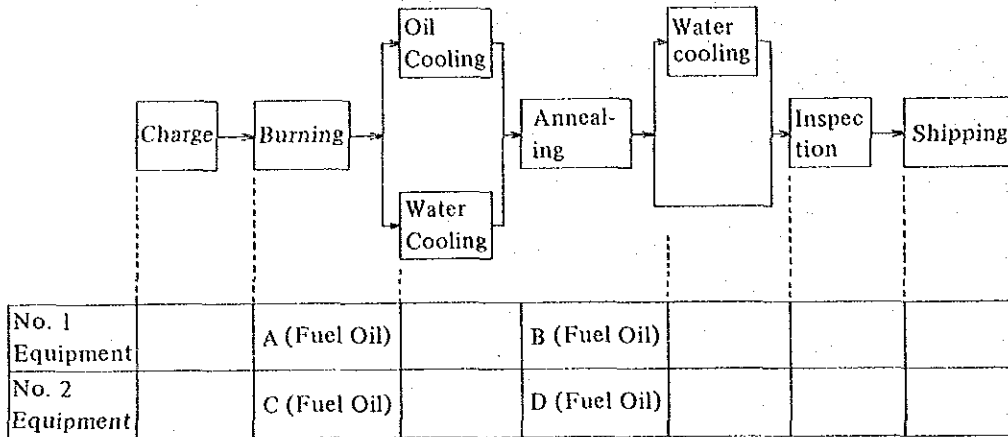 Oil
Cooling
Water
cooling
Charge
Burning
Anneal-
ing
Inspec
tion
Shipping
Water
Cooling
No. 1
Equipment
A (Fuel Oil)
B (Fuel Oil)
No. 2
Equipment
C (Fuel Oil)
D (Fuel Oil)